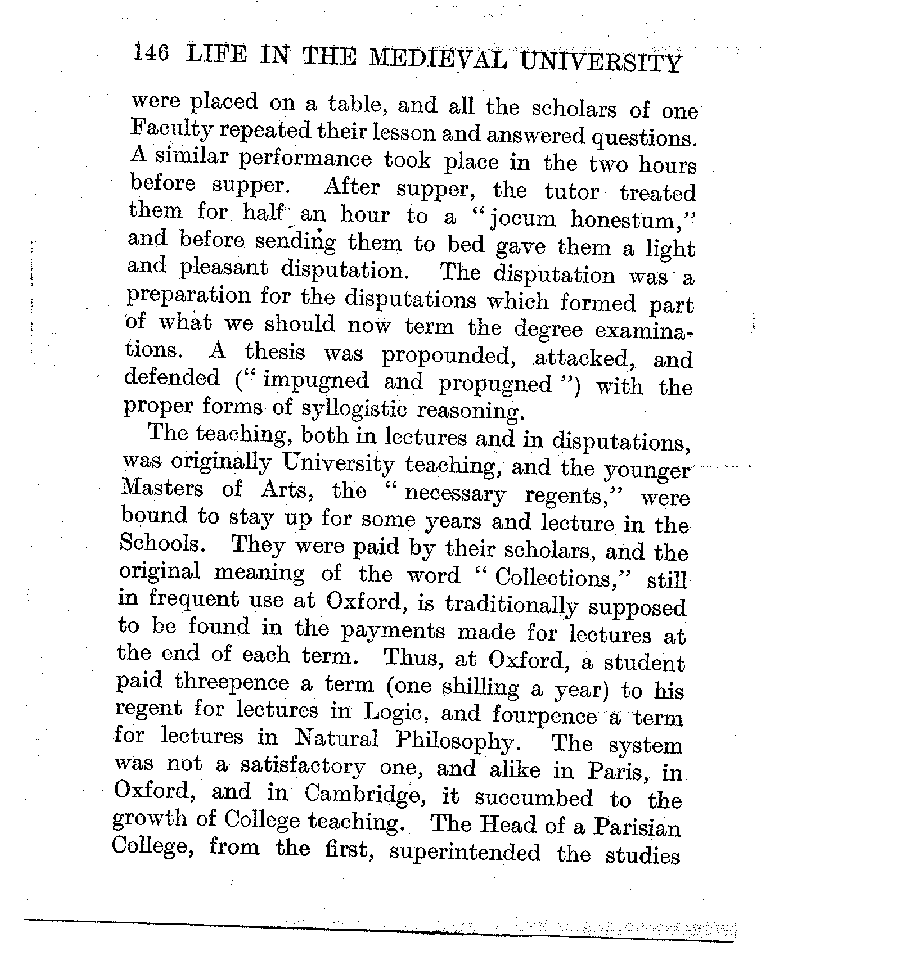 146 LIFE IN THE MEDIEVAL UNIVERSITY
were placed on a table, and all the scholars of one
Faculty repeated their lesson and answered questions.
A similar performance took place in the two hours
before supper. After supper, the tutor treated
them for half an hour to a “jocum honestum,”
and before sending them to bed gave them a light
and pleasant disputation. The disputation was a
preparation for the disputations which formed part
of what we should now term the degree examina-
tions. A thesis was propounded, attacked, and
defended (“impugned and propugned”) with the
proper forms of syllogistic reasoning.
The teaching, both in lectures and in disputations,
was originally University teaching, and the younger
Masters of Arts, the “necessary regents,” were
bound to stay up for some years and lecture in the
Schools. They were paid by their scholars, and the
original meaning of the word “Collections,” still
in frequent use at Oxford, is traditionally supposed
to be found in the payments made for lectures at
the end of each term. Thus, at Oxford, a student
paid threepence a term (one shilling a year) to his
regent for lectures in Logic, and fourpence a term
for lectures in Natural Philosophy. The system
was not a satisfactory one, and alike in Paris, in
Oxford, and in Cambridge, it succumbed to the
growth of College teaching. The Head of a Parisian
College, from the first, superintended the studies